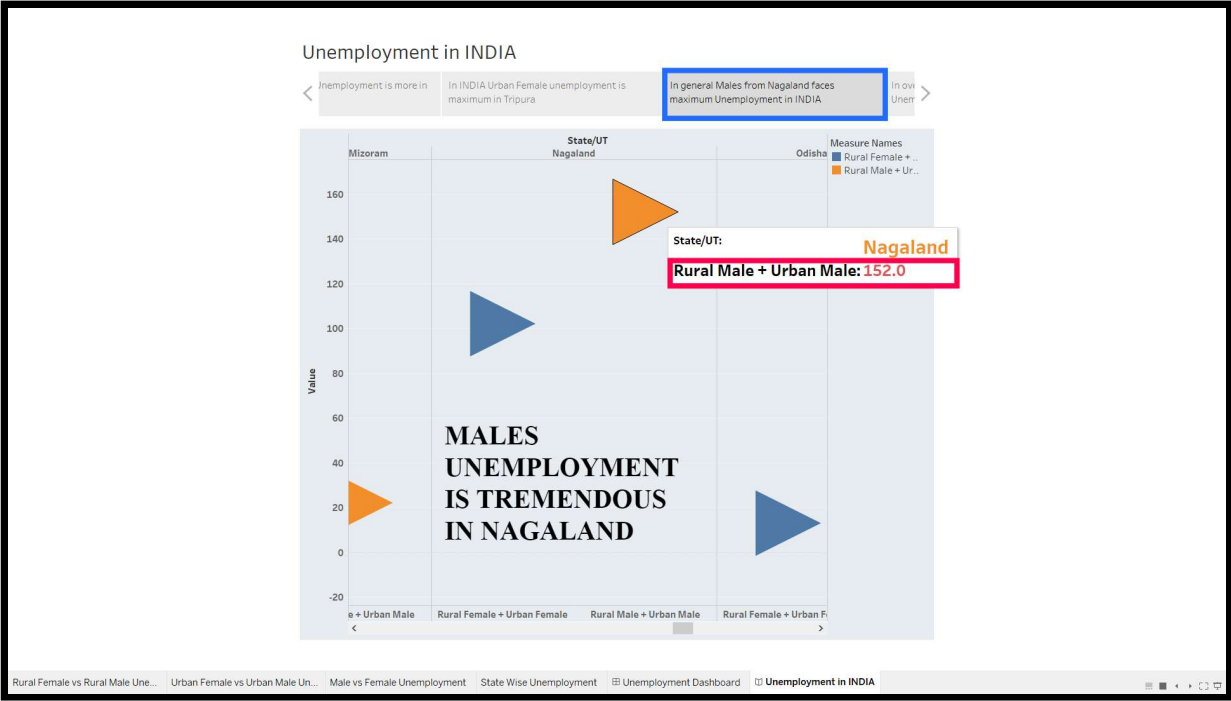 Unemployment in INDIA
Unemployment is more in
In INDIA Urban Female unemployment is
maximum in Tripura
In general Males from Nagaland faces
maximum Unemployment in INDIA
In ov
Unem
State/UT
Mizoram
Nagaland
Odisha
Measure Names
Rural Female + ..
Rural Male + Ur..
160
140
120
100
80
60
40
20
0
-20
Value
State/UT:
Nagaland
Rural Male + Urban Male: 152.0
MALES
UNEMPLOYMENT
IS TREMENDOUS
IN NAGALAND
e + Urban Male
Rural Female + Urban Female
Rural Male + Urban Male
Rural Female + Urban F
Rural Female vs Rural Male Une...
Urban Female vs Urban Male Un...
Male vs Female Unemployment
State Wise Unemployment
Unemployment Dashboard
Unemployment in INDIA